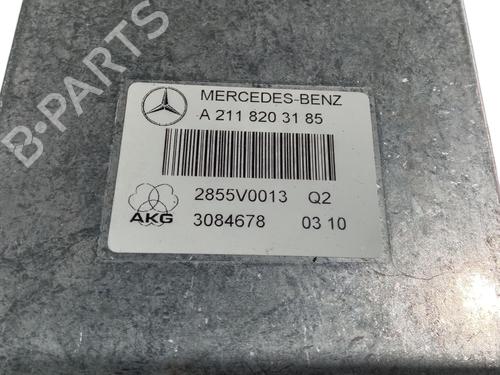 MERCEDES-BENZ
A 211 820 31 85
2855V0013 Q2
AKG
3084678 03 10
B-PARTS